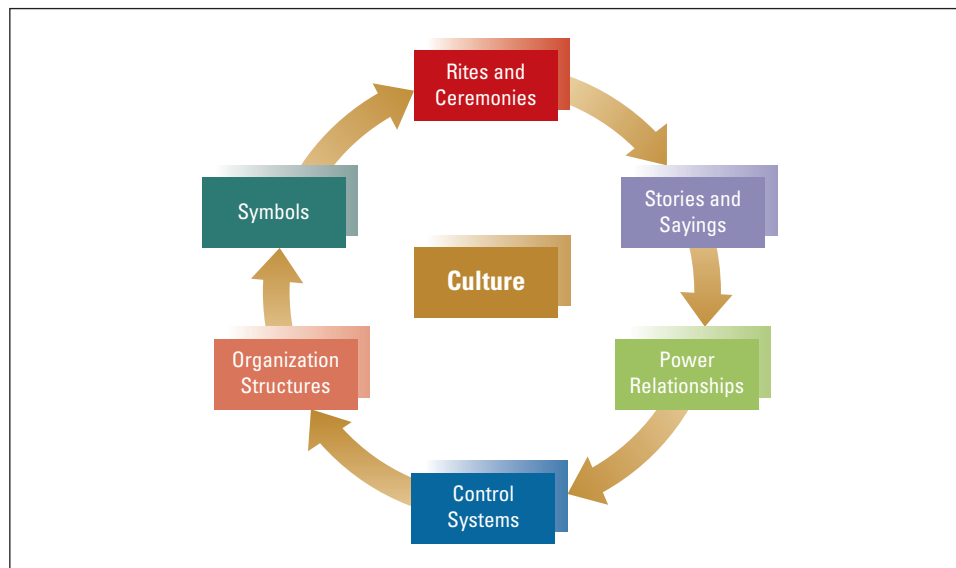 Rites and
Ceremonies
Stories and
Sayings
Power
Relationships
Control
Systems
Organization
Structures
Symbols
Culture